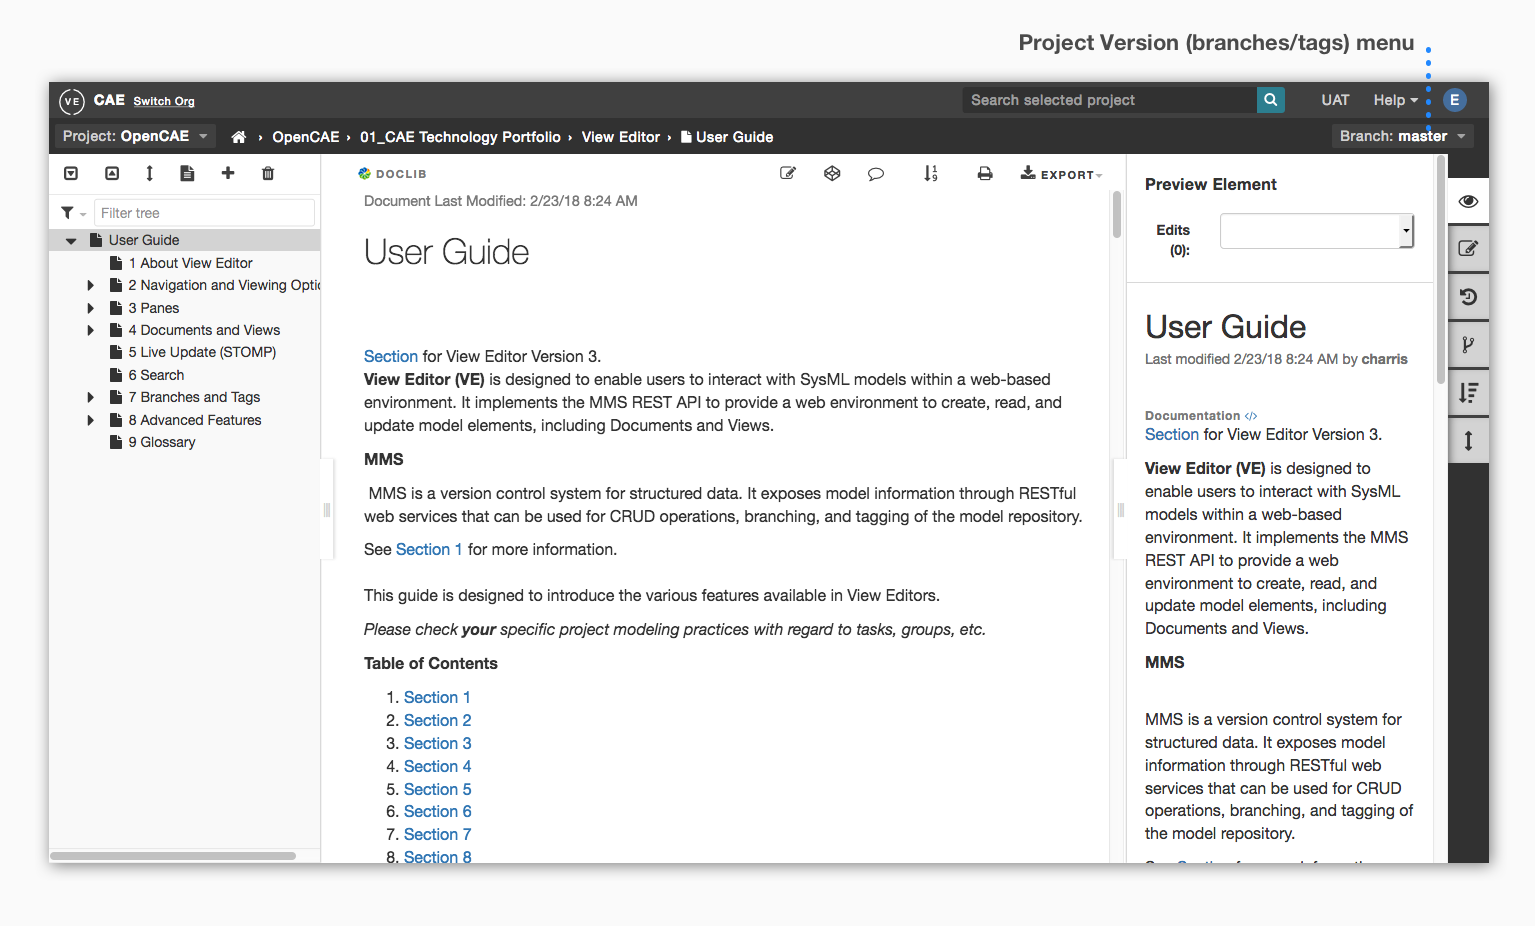 Project Version (branches/tags) menu
VE CAE Switch Org
Search selected project
UAT Help E
Project: OpenCAE
OpenCAE › 01_CAE Technology Portfolio › View Editor › User Guide
Branch: master
Filter tree
User Guide
1 About View Editor
2 Navigation and Viewing Optic
3 Panes
4 Documents and Views
5 Live Update (STOMP)
6 Search
7 Branches and Tags
8 Advanced Features
9 Glossary
DOCLIB
EXPORT
Document Last Modified: 2/23/18 8:24 AM
User Guide
Section for View Editor Version 3.
View Editor (VE) is designed to enable users to interact with SysML models within a web-based
environment. It implements the MMS REST API to provide a web environment to create, read, and
update model elements, including Documents and Views.
MMS
MMS is a version control system for structured data. It exposes model information through RESTful
web services that can be used for CRUD operations, branching, and tagging of the model repository.
See Section 1 for more information.
This guide is designed to introduce the various features available in View Editors.
Please check your specific project modeling practices with regard to tasks, groups, etc.
Table of Contents
1. Section 1
2. Section 2
3. Section 3
4. Section 4
5. Section 5
6. Section 6
7. Section 7
8. Section 8
Preview Element
Edits
(0):
User Guide
Last modified 2/23/18 8:24 AM by charris
Documentation </>
Section for View Editor Version 3.
View Editor (VE) is designed to
enable users to interact with SysML
models within a web-based
environment. It implements the MMS
REST API to provide a web
environment to create, read, and
update model elements, including
Documents and Views.
MMS
MMS is a version control system for
structured data. It exposes model
information through RESTful web
services that can be used for CRUD
operations, branching, and tagging of
the model repository.